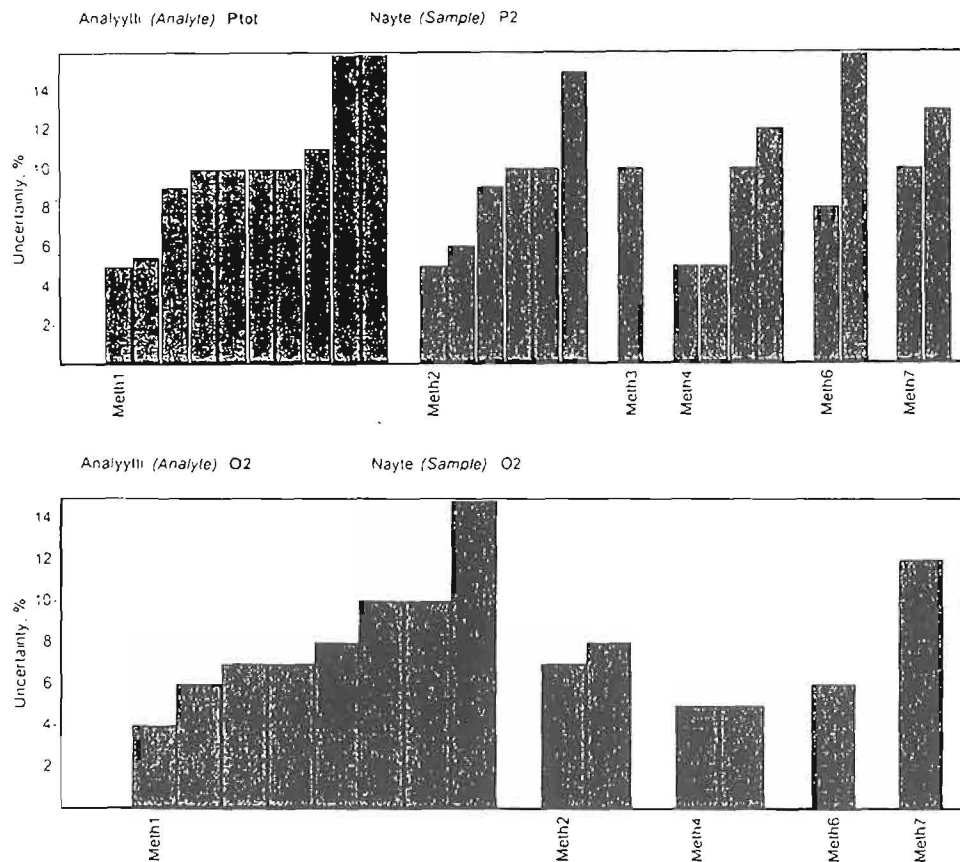 Analyytti (Analyte) Ptot Nayte (Sample) P2
Uncertainty, %
14
12
10
8
6
4
2
Meth1 Meth2 Meth3 Meth4 Meth6 Meth7
Analyytti (Analyte) O2 Nayte (Sample) O2
Uncertainty, %
14
12
10
8
6
4
2
Meth1 Meth2 Meth4 Meth6 Meth7